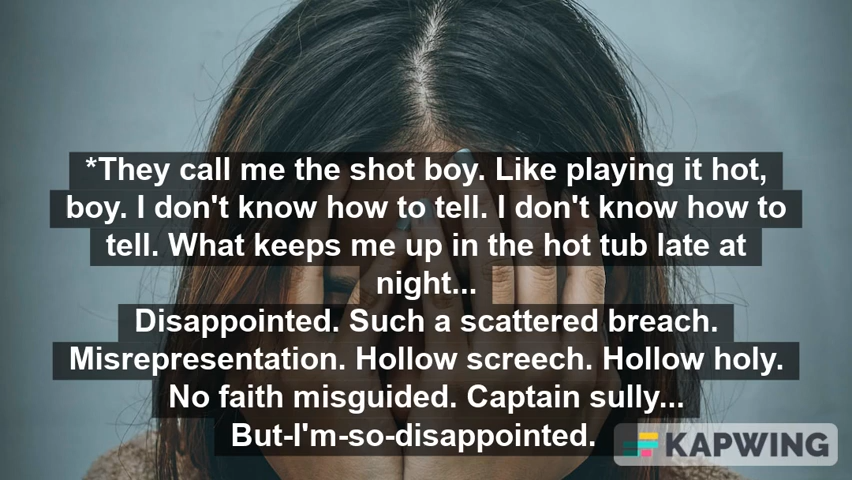 *They call me the shot boy. Like playing it hot,
boy. I don't know how to tell. I don't know how to
tell. What keeps me up in the hot tub late at
night...
Disappointed. Such a scattered breach.
Misrepresentation. Hollow screech. Hollow holy.
No faith misguided. Captain sully...
But-I'm-so-disappointed.
KAPWING